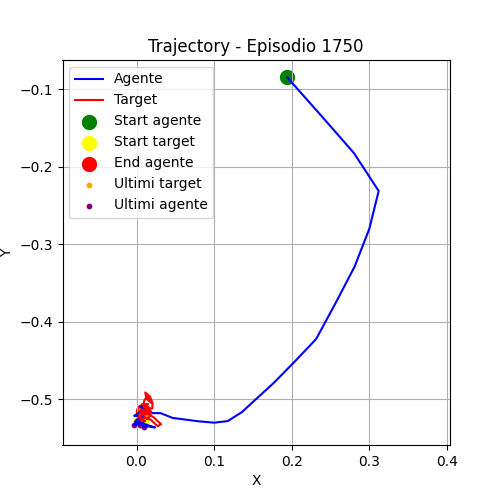 Trajectory - Episodio 1750
Agente
Target
Start agente
Start target
End agente
Ultimi target
Ultimi agente
−0.1
−0.2
−0.3
−0.4
−0.5
Y
0.0 0.1 0.2 0.3 0.4
X